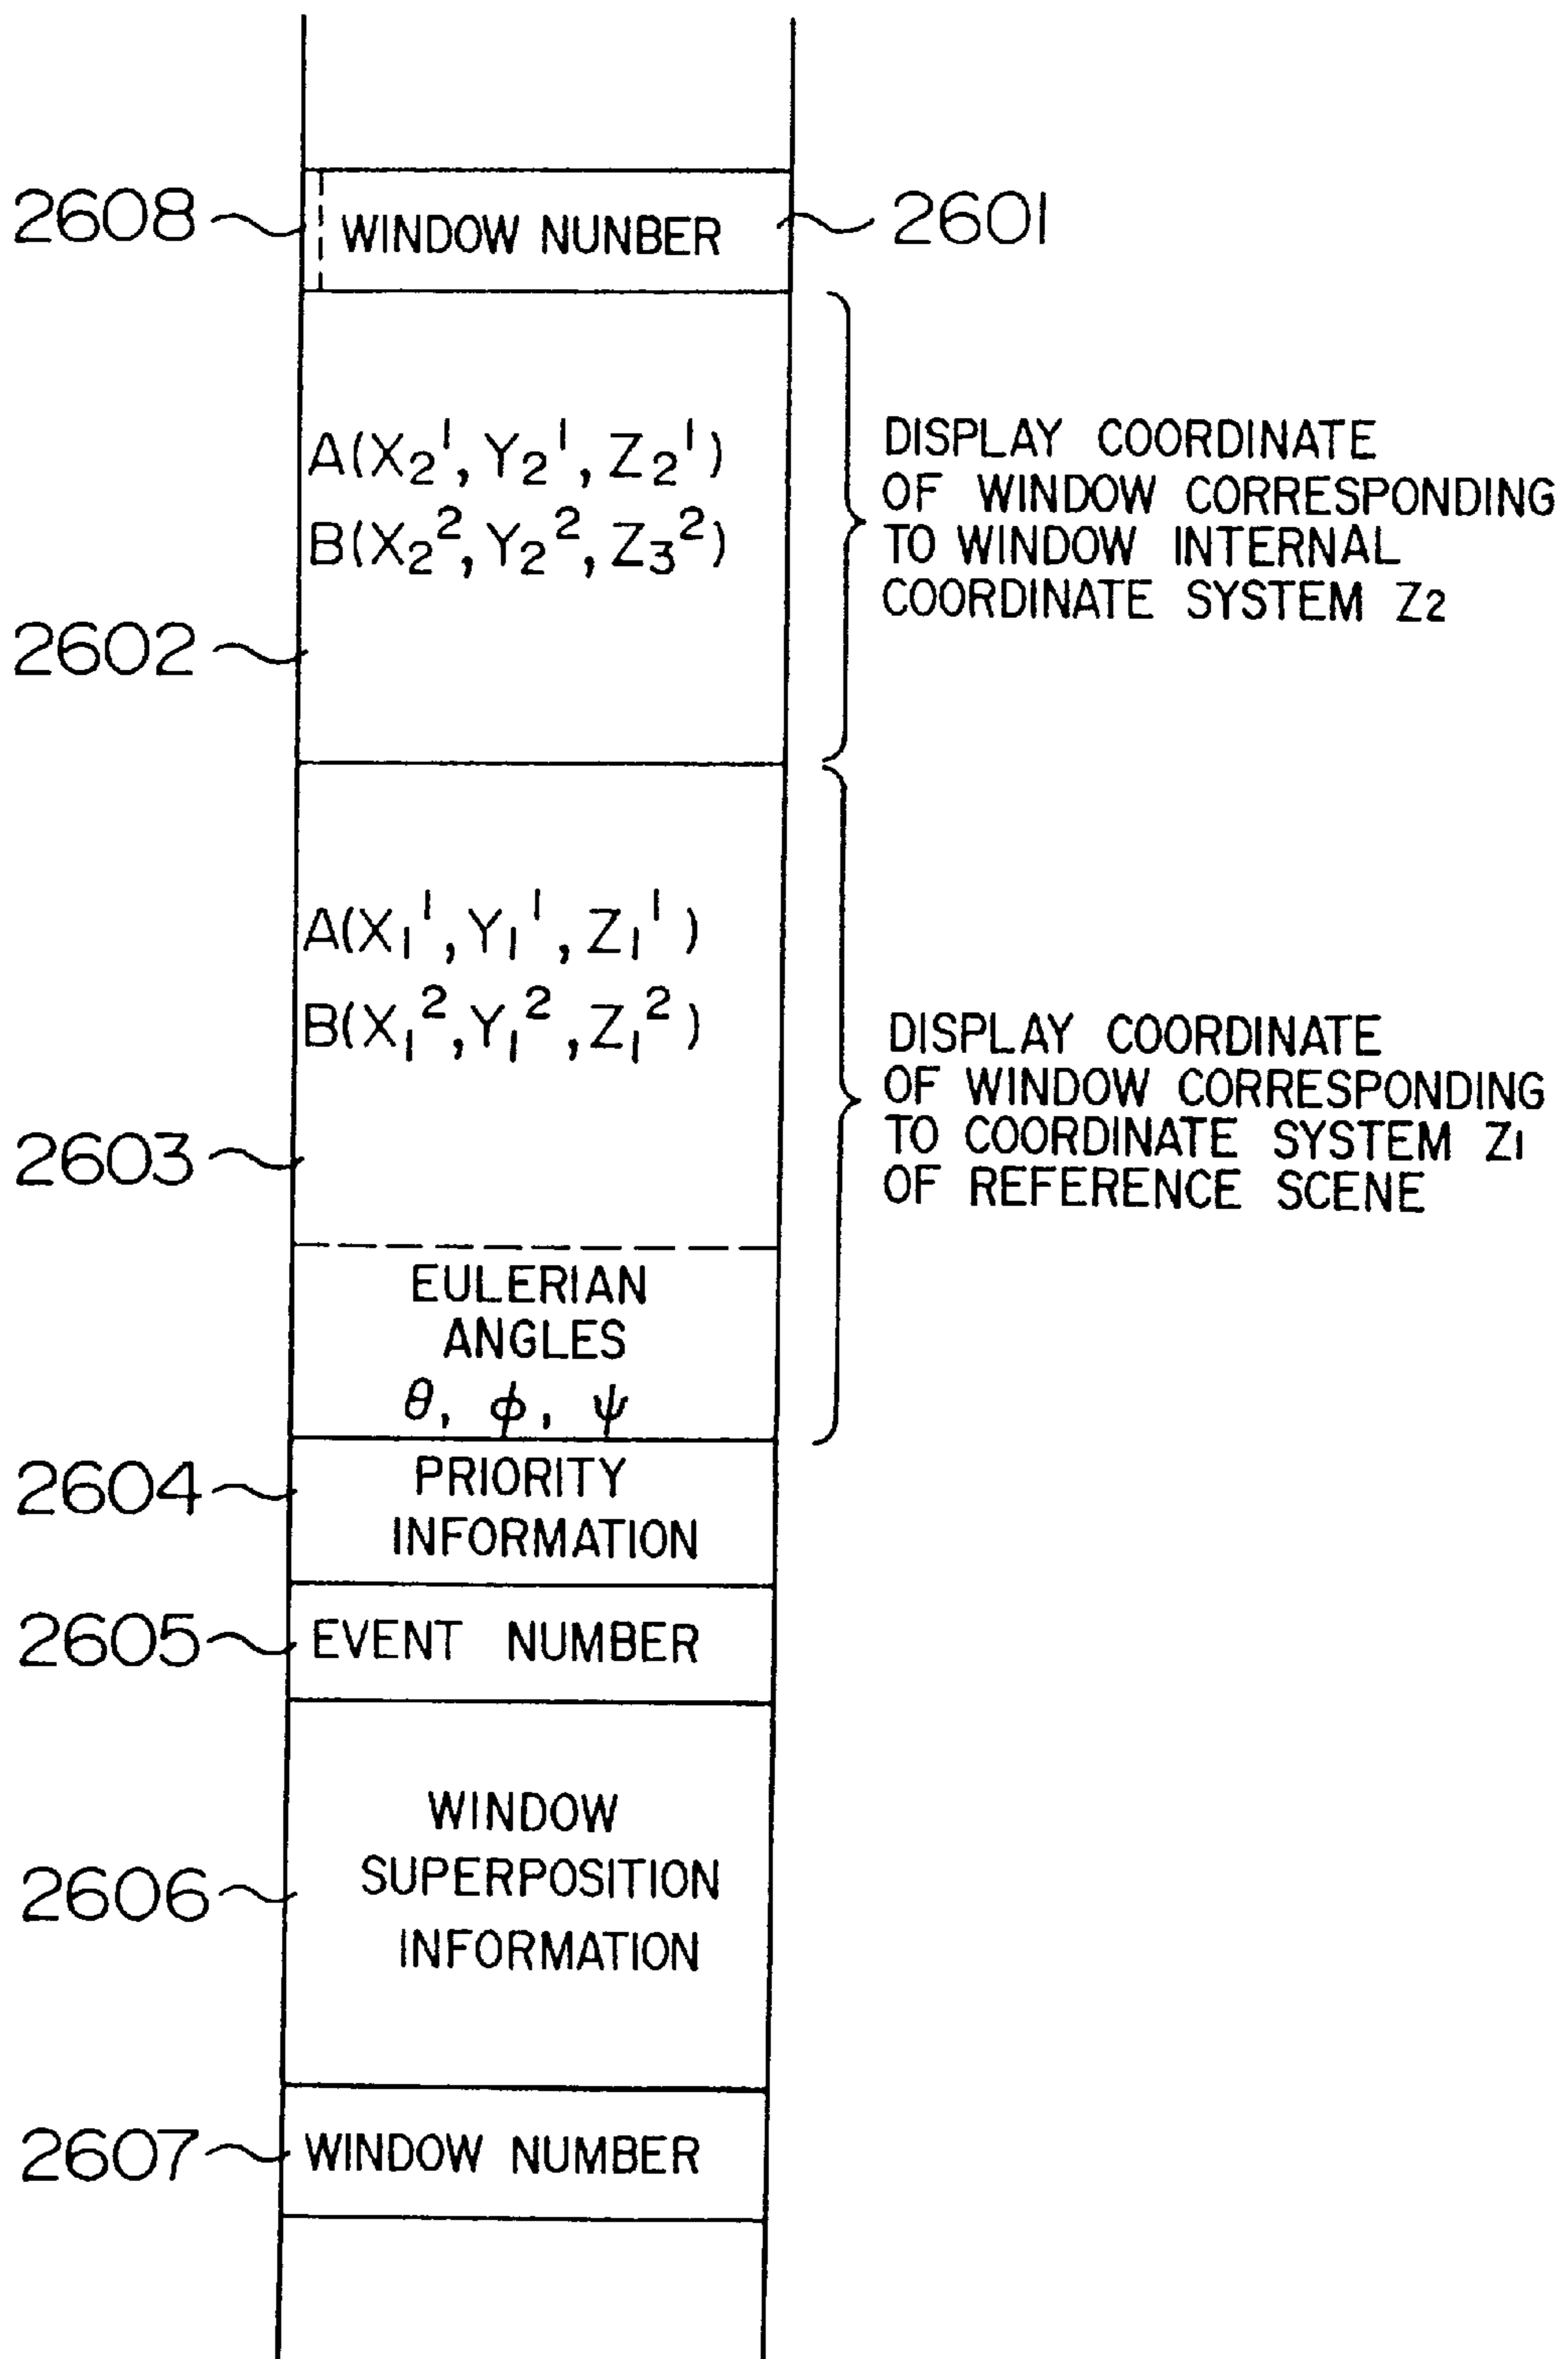 2608 WINDOW NUNBER 2601
A(X₂¹, Y₂¹, Z₂¹)
B(X₂², Y₂², Z₃²)
DISPLAY COORDINATE
OF WINDOW CORRESPONDING
TO WINDOW INTERNAL
COORDINATE SYSTEM Z2
2602
A(X₁¹, Y₁¹, Z₁¹)
B(X₁², Y₁², Z₁²)
DISPLAY COORDINATE
OF WINDOW CORRESPONDING
TO COORDINATE SYSTEM Z1
OF REFERENCE SCENE
2603
EULERIAN
ANGLES
θ, φ, ψ
2604
PRIORITY
INFORMATION
2605 EVENT NUMBER
2606
WINDOW
SUPERPOSITION
INFORMATION
2607 WINDOW NUMBER